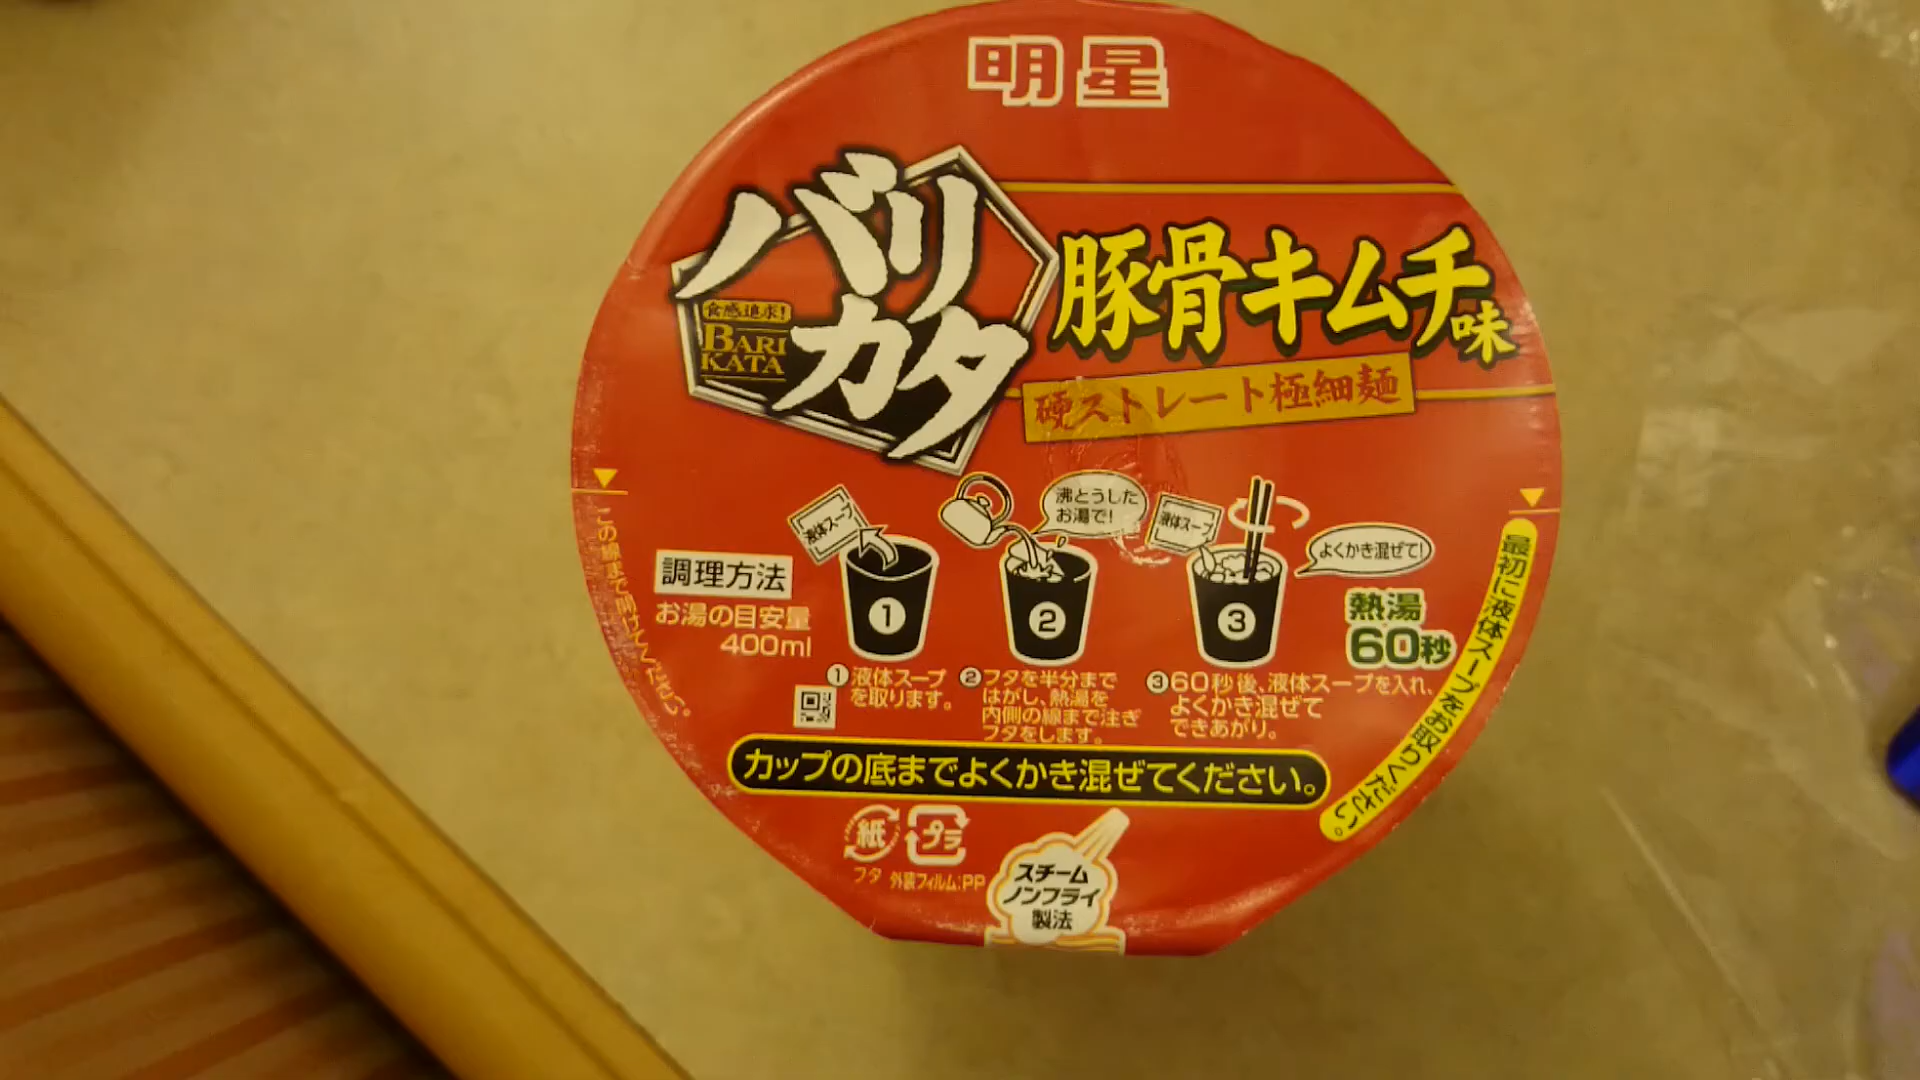 明星
バリカタ
食感追求!
BARI
KATA
豚骨キムチ味
硬ストレート極細麺
液体スープ
沸とうした
お湯で!
液体スープ
よくかき混ぜて!
調理方法
お湯の目安量
400ml
1
2
3
熱湯
60秒
①液体スープ
を取ります。
②フタを半分まで
はがし、熱湯を
内側の線まで注ぎ
フタをします。
③60秒後、液体スープを入れ、
よくかき混ぜて
できあがり。
この線まで開けてください。
最初に液体スープをお取りください。
カップの底までよくかき混ぜてください。
紙
プラ
フタ
外装フィルム:PP
スチーム
ノンフライ
製法